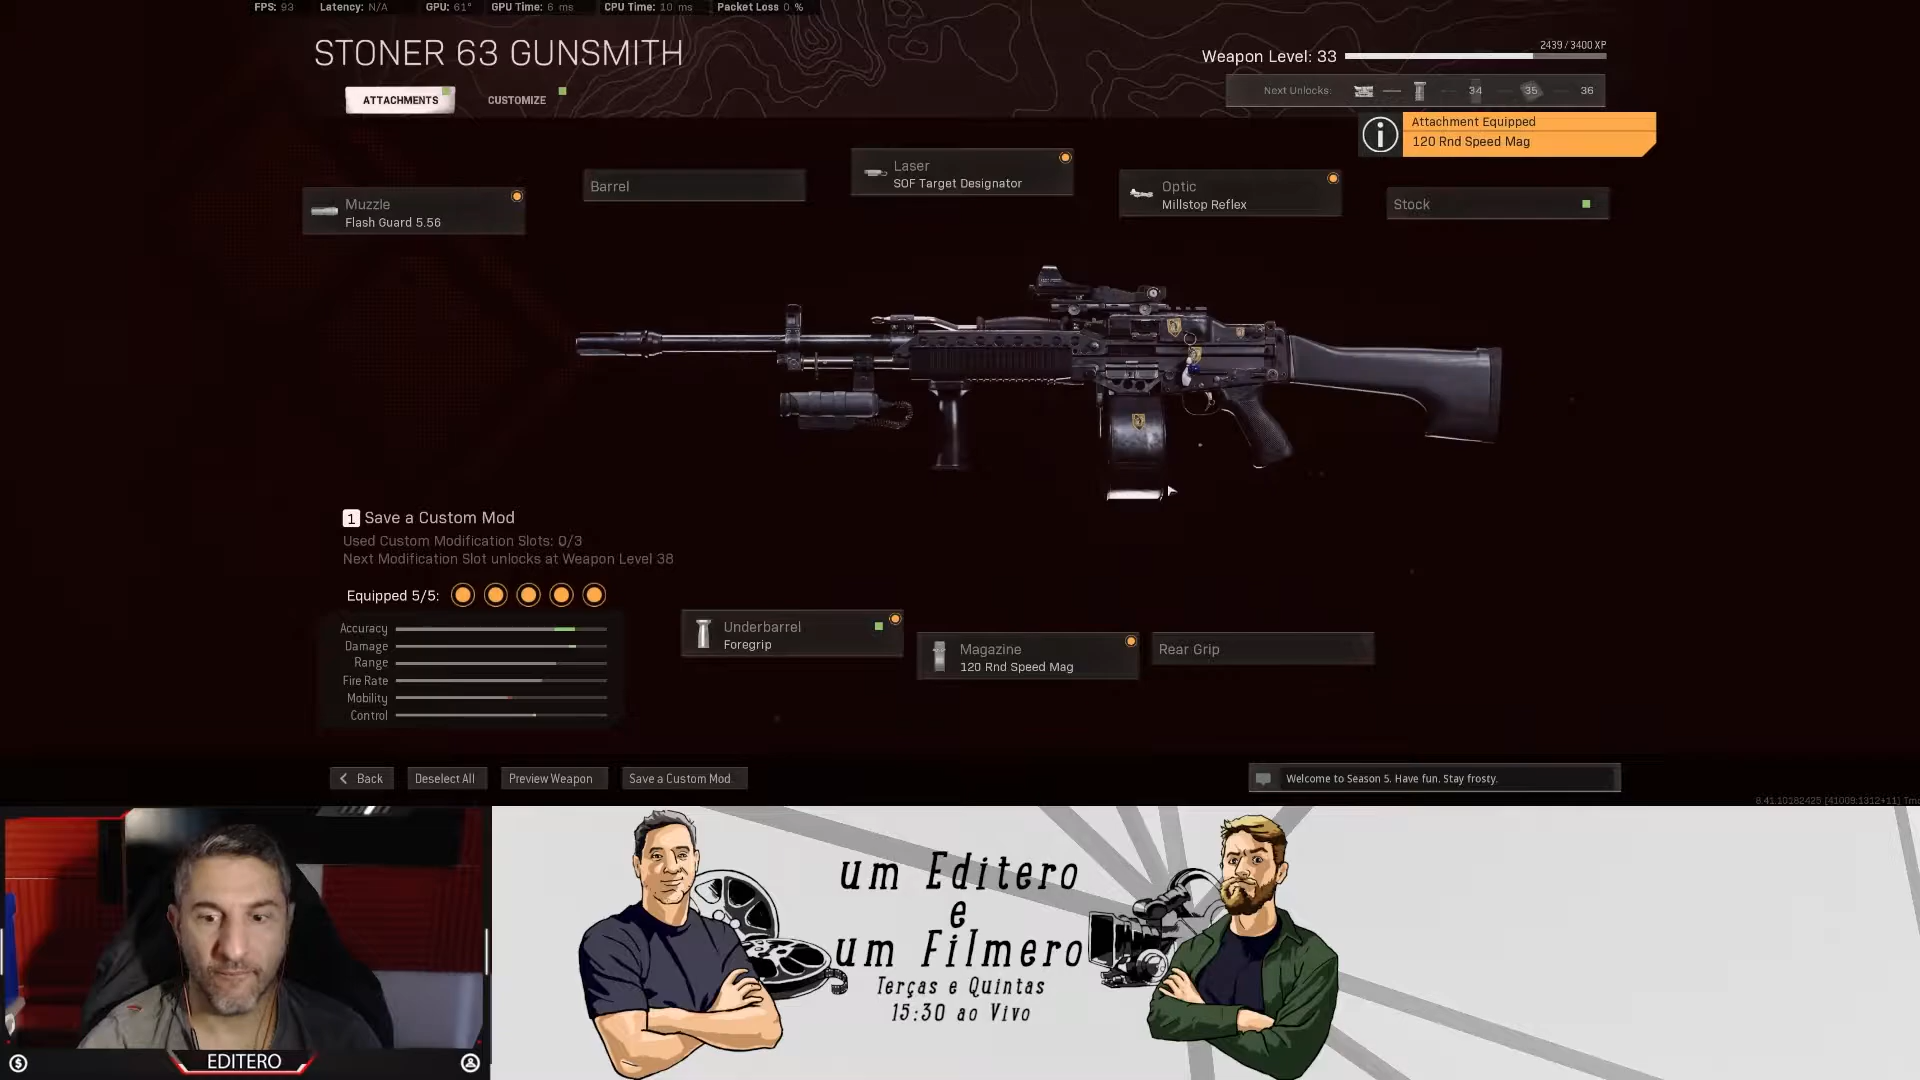 FPS: 93 Latency: N/A GPU: 61° GPU Time: 6 ms CPU Time: 10 ms Packet Loss 0 %
STONER 63 GUNSMITH
Weapon Level: 33
2439 / 3400 XP
ATTACHMENTS
CUSTOMIZE
Next Unlocks:
34
35
36
Attachment Equipped
120 Rnd Speed Mag
Muzzle
Flash Guard 5.56
Barrel
Laser
SOF Target Designator
Optic
Millstop Reflex
Stock
1 Save a Custom Mod
Used Custom Modification Slots: 0/3
Next Modification Slot unlocks at Weapon Level 38
Equipped 5/5:
Accuracy
Damage
Range
Fire Rate
Mobility
Control
Underbarrel
Foregrip
Magazine
120 Rnd Speed Mag
Rear Grip
Back
Deselect All
Preview Weapon
Save a Custom Mod
Welcome to Season 5. Have fun. Stay frosty.
um Editero
e
um Filmero
Terças e Quintas
15:30 ao Vivo
EDITERO